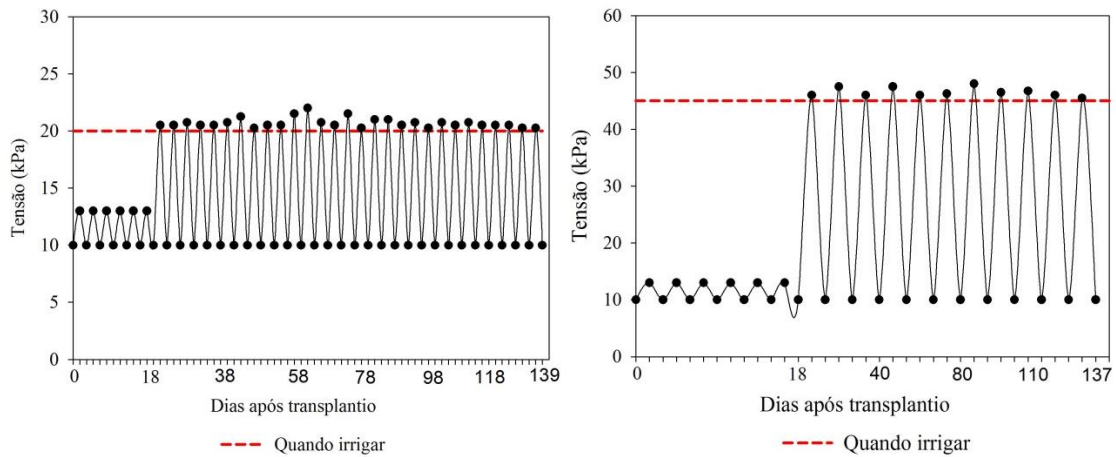 30
25
20
15
10
5
0
Tensão (kPa)
0 18 38 58 78 98 118 139
Dias após transplantio
Quando irrigar
60
50
40
30
20
10
0
Tensão (kPa)
0 18 40 80 110 137
Dias após transplantio
Quando irrigar